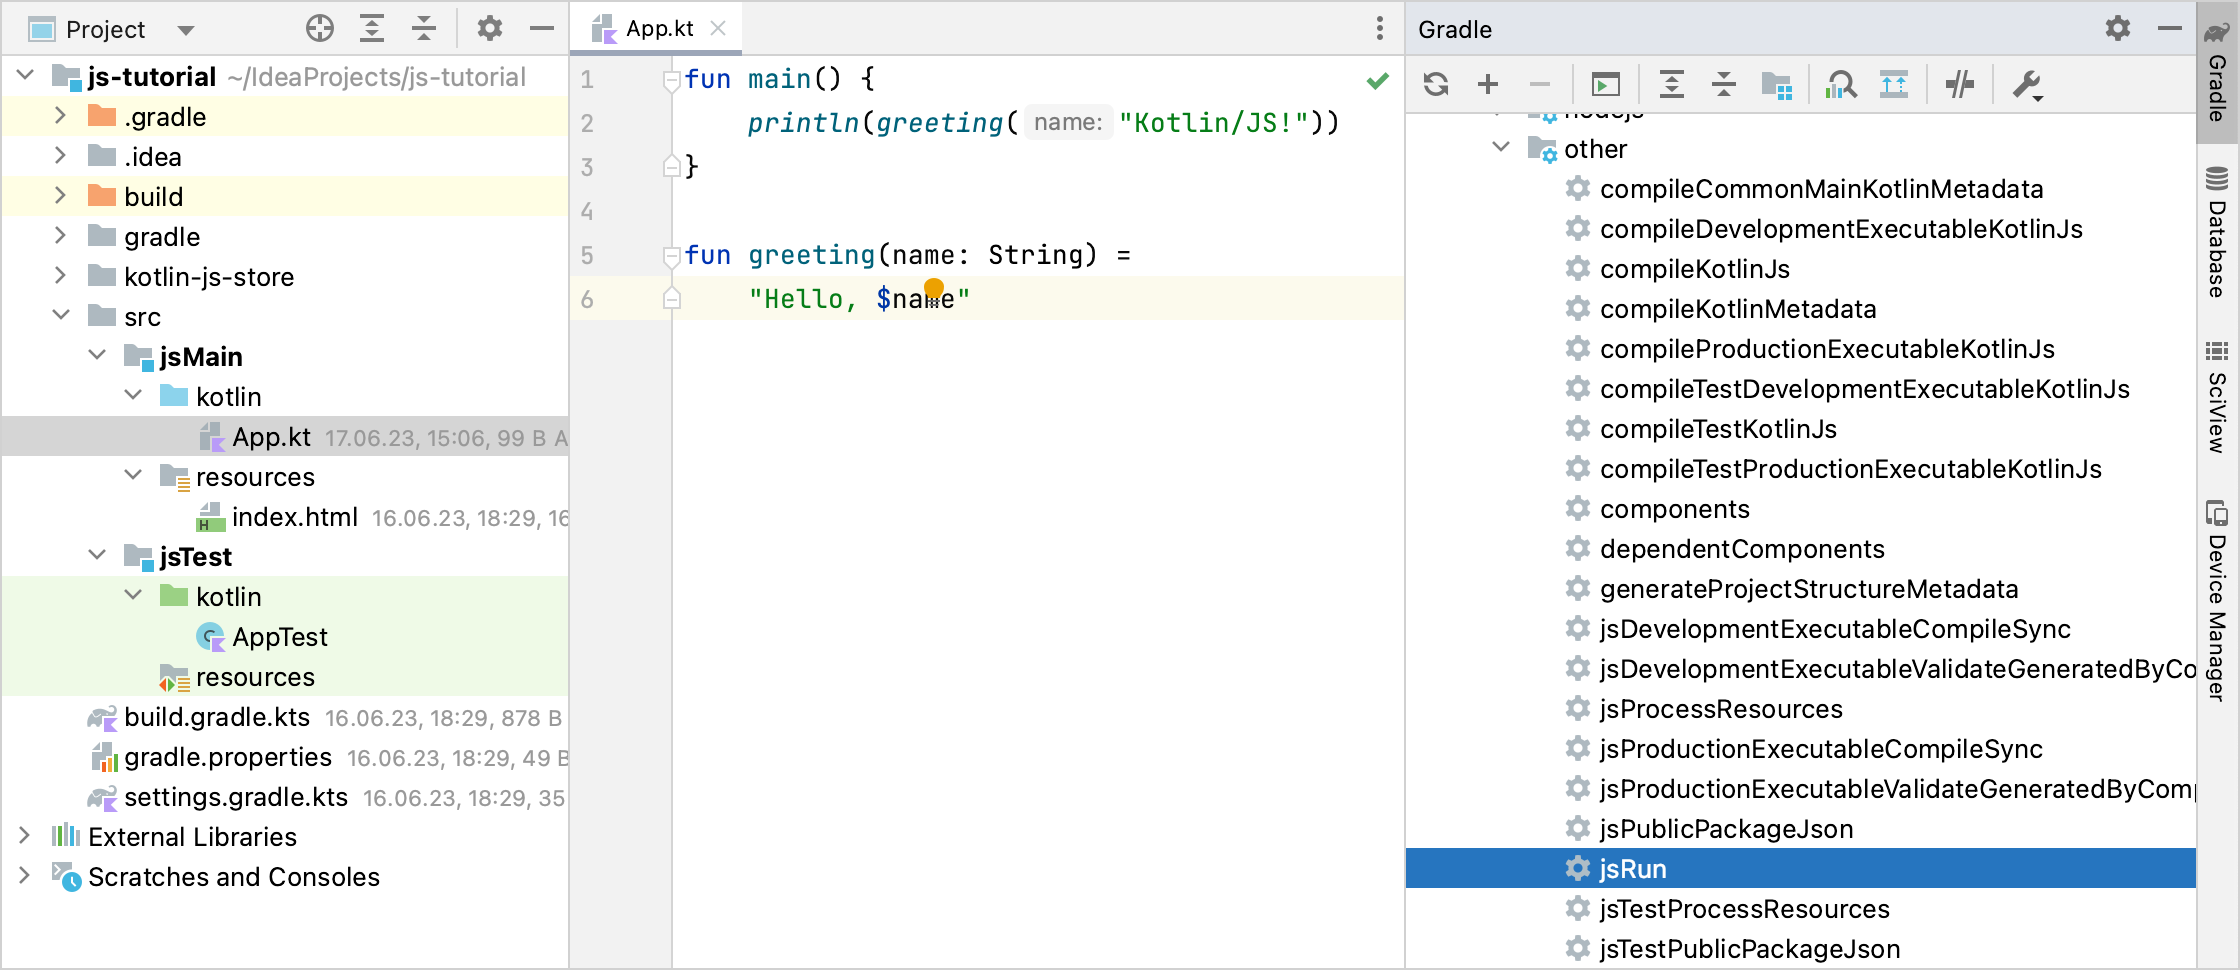 Project
js-tutorial ~/IdeaProjects/js-tutorial
.gradle
.idea
build
gradle
kotlin-js-store
src
jsMain
kotlin
App.kt 17.06.23, 15:06, 99 B A
resources
index.html 16.06.23, 18:29, 16
jsTest
kotlin
AppTest
resources
build.gradle.kts 16.06.23, 18:29, 878 B
gradle.properties 16.06.23, 18:29, 49 B
settings.gradle.kts 16.06.23, 18:29, 35
External Libraries
Scratches and Consoles
App.kt
1 fun main() {
2 println(greeting( name: "Kotlin/JS!"))
3 }
4
5 fun greeting(name: String) =
6 "Hello, $name"
Gradle
nodejs
other
compileCommonMainKotlinMetadata
compileDevelopmentExecutableKotlinJs
compileKotlinJs
compileKotlinMetadata
compileProductionExecutableKotlinJs
compileTestDevelopmentExecutableKotlinJs
compileTestKotlinJs
compileTestProductionExecutableKotlinJs
components
dependentComponents
generateProjectStructureMetadata
jsDevelopmentExecutableCompileSync
jsDevelopmentExecutableValidateGeneratedByCo
jsProcessResources
jsProductionExecutableCompileSync
jsProductionExecutableValidateGeneratedByComp
jsPublicPackageJson
jsRun
jsTestProcessResources
jsTestPublicPackageJson
Gradle
Database
SciView
Device Manager